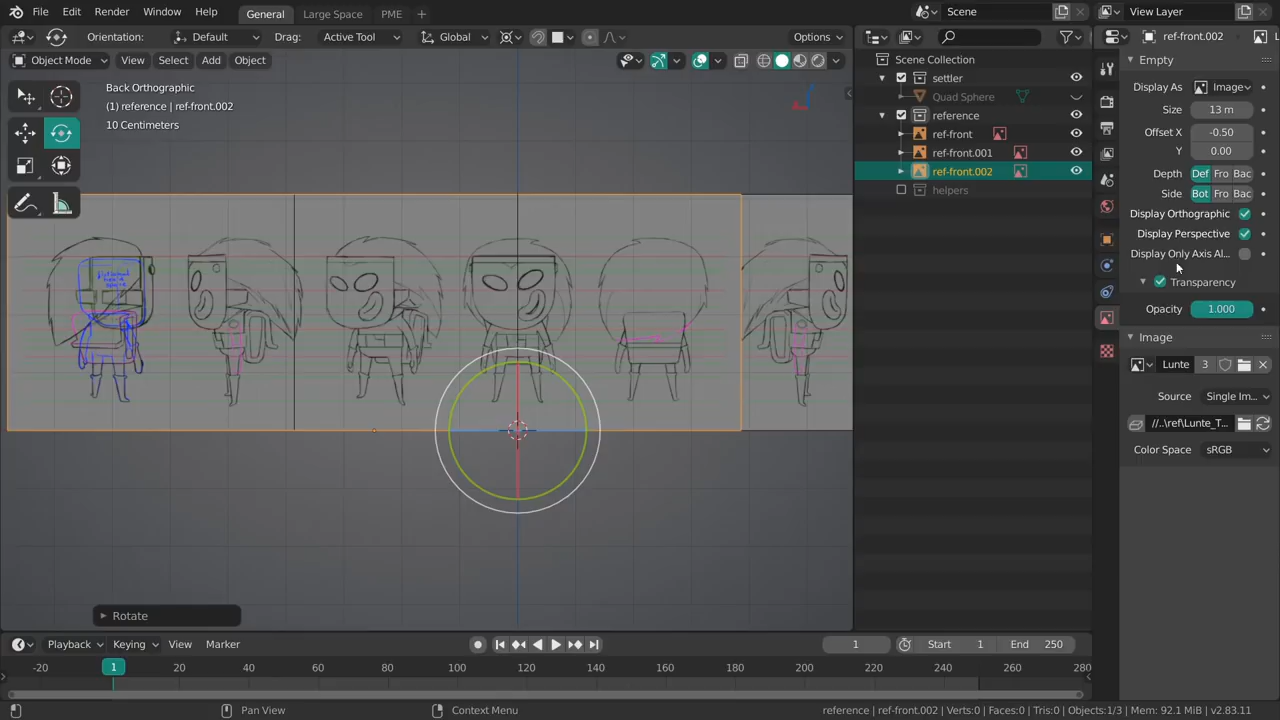 File Edit Render Window Help General Large Space PME + Scene View Layer
Orientation: Default Drag: Active Tool Global Options ref-front.002
Object Mode View Select Add Object Scene Collection Empty
settler
Display As Image
Back Orthographic
(1) reference | ref-front.002
10 Centimeters
Quad Sphere
reference
ref-front
ref-front.001
ref-front.002
helpers
Size 13 m
Offset X -0.50
Y 0.00
Depth Def Fro Bac
Side Bot Fro Bac
Display Orthographic
Display Perspective
Display Only Axis Al...
Transparency
Opacity 1.000
Image
Lunte 3
Source Single Im...
//..\ref\Lunte_T...
Color Space sRGB
Rotate
Playback Keying View Marker 1 Start 1 End 250
-20 1 20 40 60 80 100 120 140 160 180 200 220 240 260 280
Pan View Context Menu reference | ref-front.002 | Verts:0 | Faces:0 | Tris:0 | Objects:1/3 | Mem: 92.1 MiB | v2.83.11